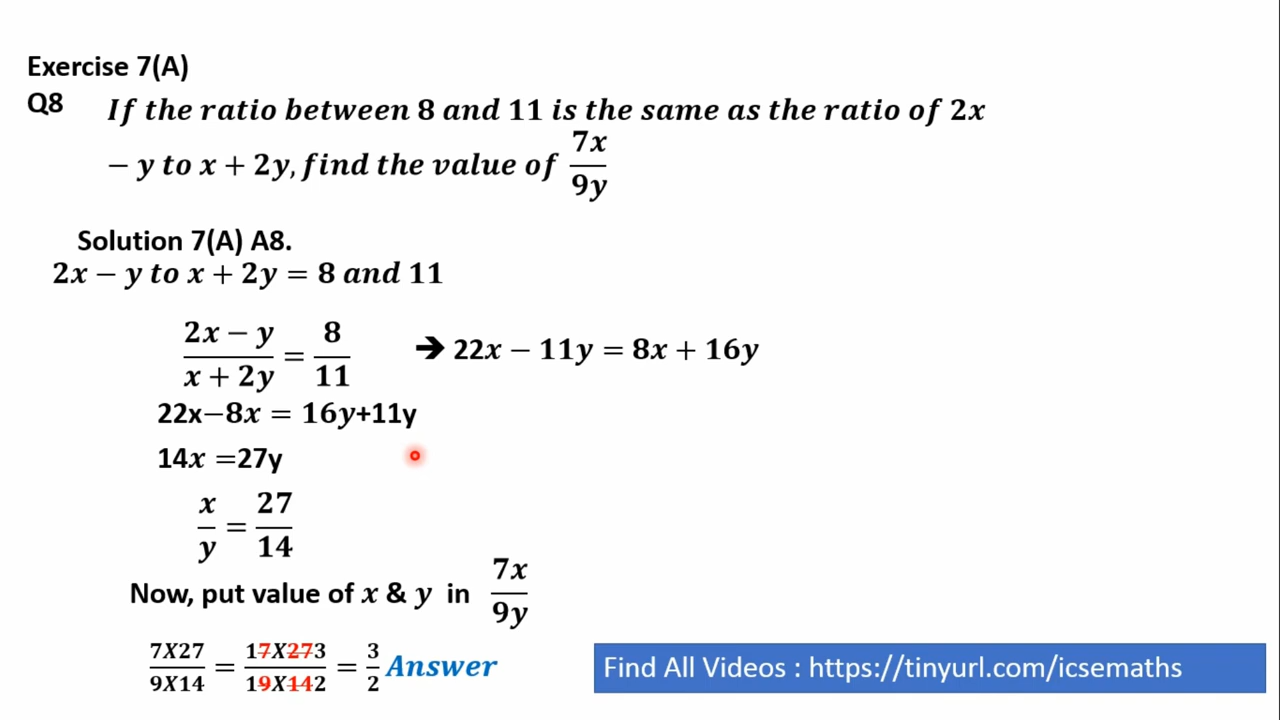 Exercise 7(A)
Q8 If the ratio between 8 and 11 is the same as the ratio of 2x
− y to x + 2y, find the value of 7x/9y
Solution 7(A) A8.
2x − y to x + 2y = 8 and 11
(2x − y)/(x + 2y) = 8/11 ➔ 22x − 11y = 8x + 16y
22x−8x = 16y+11y
14x =27y
x/y = 27/14
Now, put value of x & y in 7x/9y
7X27/9X14 = 17X273/19X142 = 3/2 Answer
Find All Videos : https://tinyurl.com/icsemaths